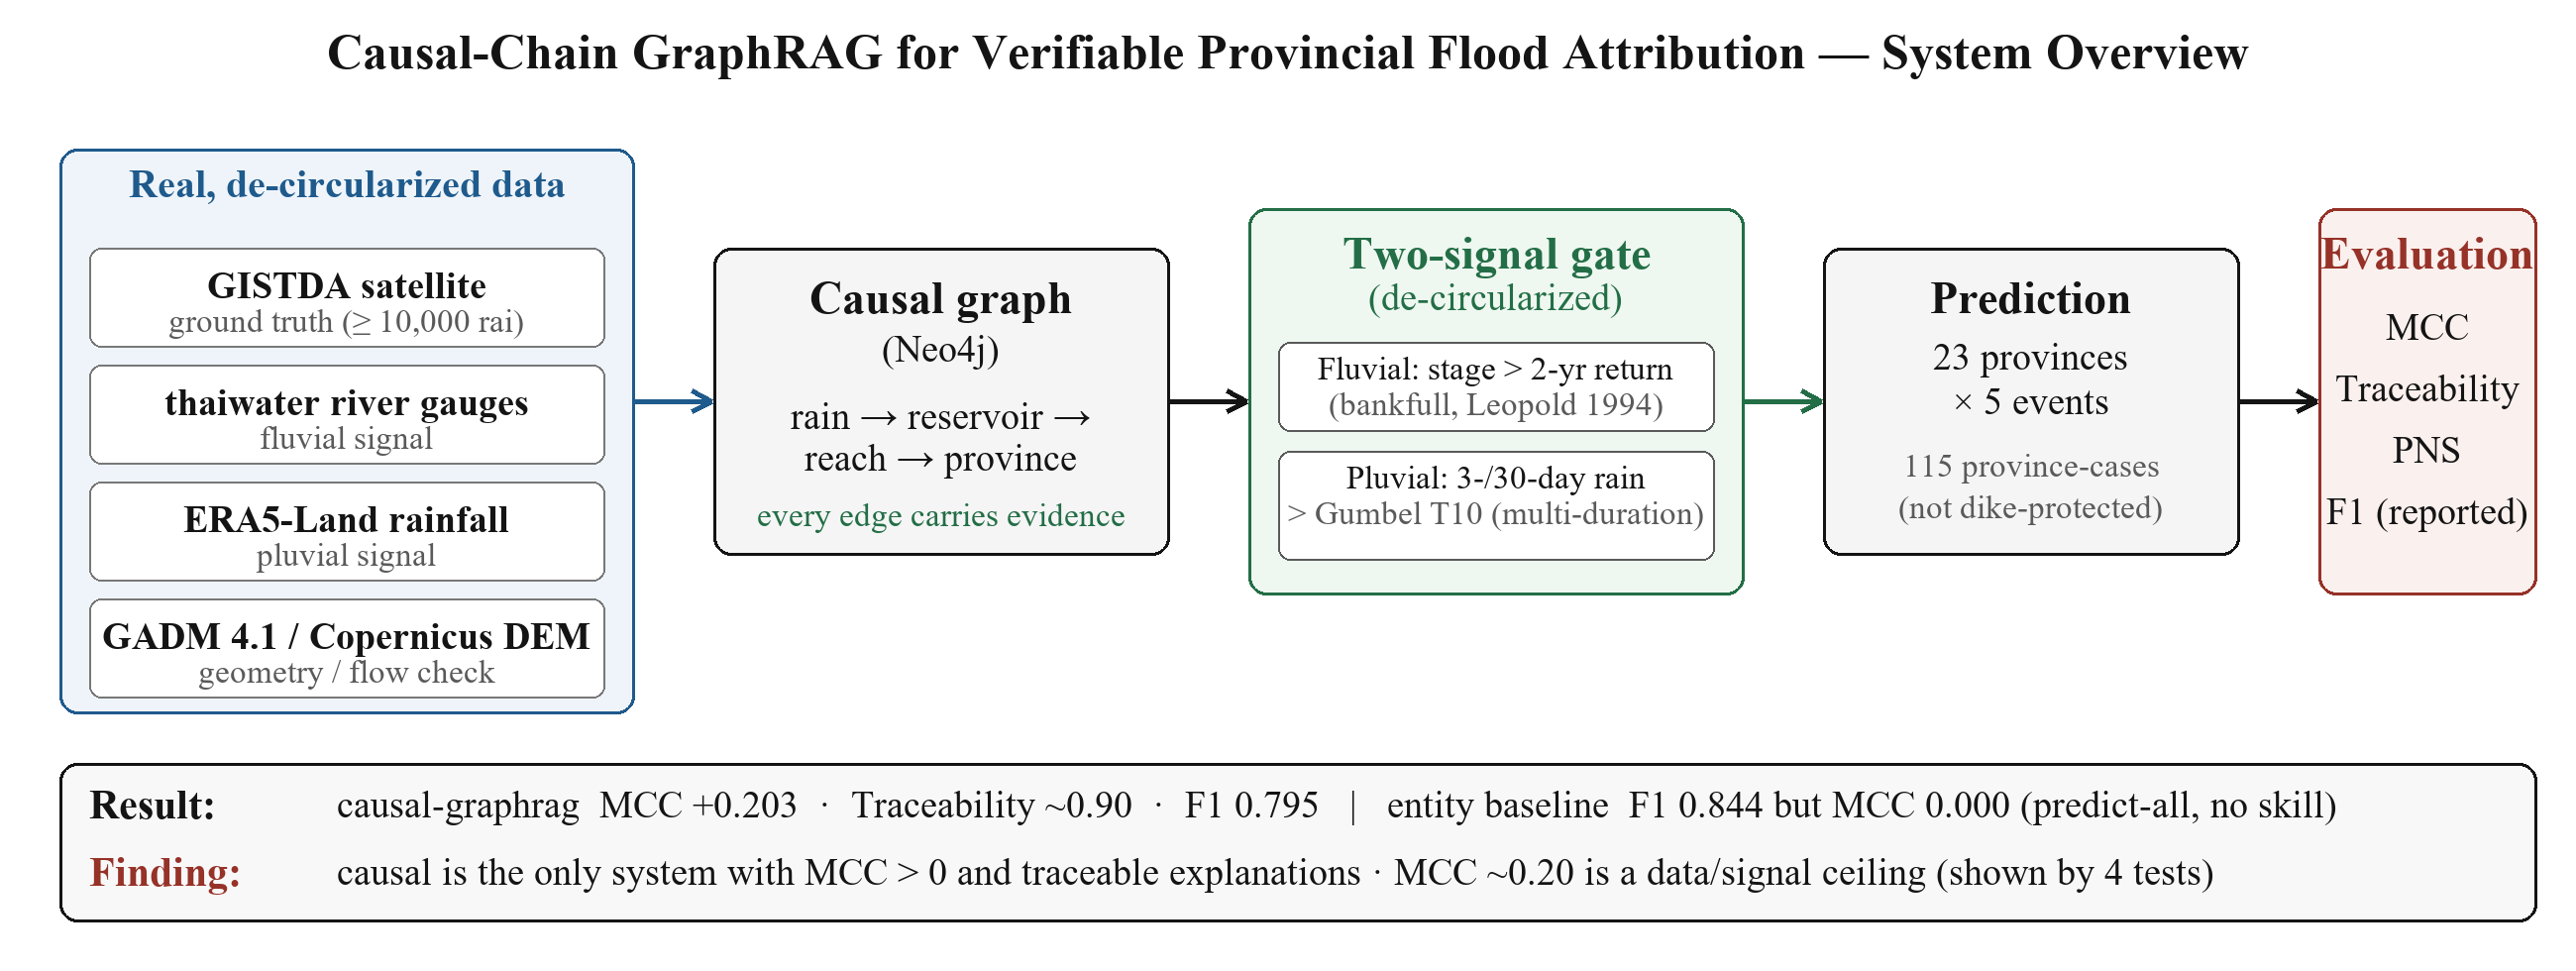 Causal-Chain GraphRAG for Verifiable Provincial Flood Attribution — System Overview
Real, de-circularized data
GISTDA satellite
ground truth (≥ 10,000 rai)
thaiwater river gauges
fluvial signal
ERA5-Land rainfall
pluvial signal
GADM 4.1 / Copernicus DEM
geometry / flow check
Causal graph
(Neo4j)
rain → reservoir →
reach → province
every edge carries evidence
Two-signal gate
(de-circularized)
Fluvial: stage > 2-yr return
(bankfull, Leopold 1994)
Pluvial: 3-/30-day rain
> Gumbel T10 (multi-duration)
Prediction
23 provinces
× 5 events
115 province-cases
(not dike-protected)
Evaluation
MCC
Traceability
PNS
F1 (reported)
Result: causal-graphrag MCC +0.203 · Traceability ~0.90 · F1 0.795 | entity baseline F1 0.844 but MCC 0.000 (predict-all, no skill)
Finding: causal is the only system with MCC > 0 and traceable explanations · MCC ~0.20 is a data/signal ceiling (shown by 4 tests)